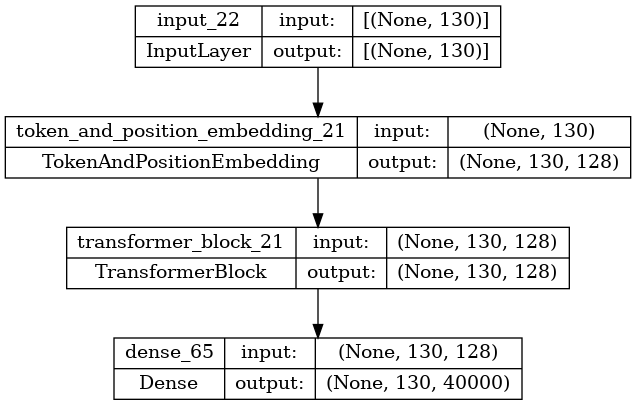 input_22 input: [(None, 130)]
InputLayer output: [(None, 130)]
token_and_position_embedding_21 input: (None, 130)
TokenAndPositionEmbedding output: (None, 130, 128)
transformer_block_21 input: (None, 130, 128)
TransformerBlock output: (None, 130, 128)
dense_65 input: (None, 130, 128)
Dense output: (None, 130, 40000)